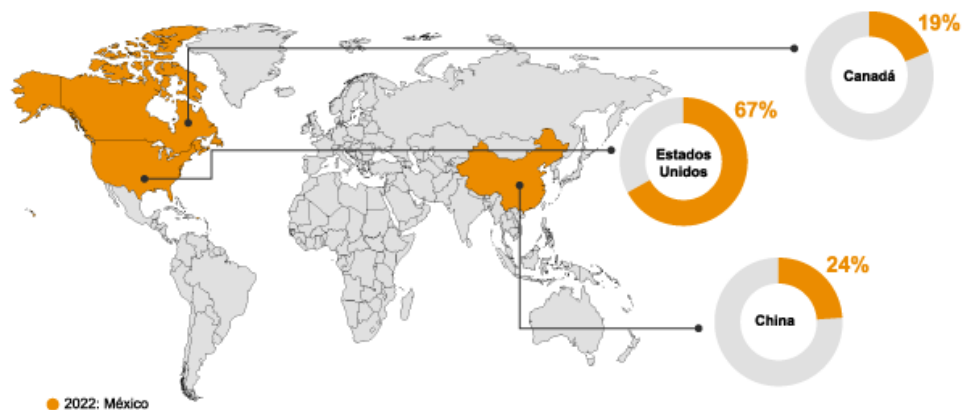 19%
Canadá
67%
Estados
Unidos
24%
China
2022: México